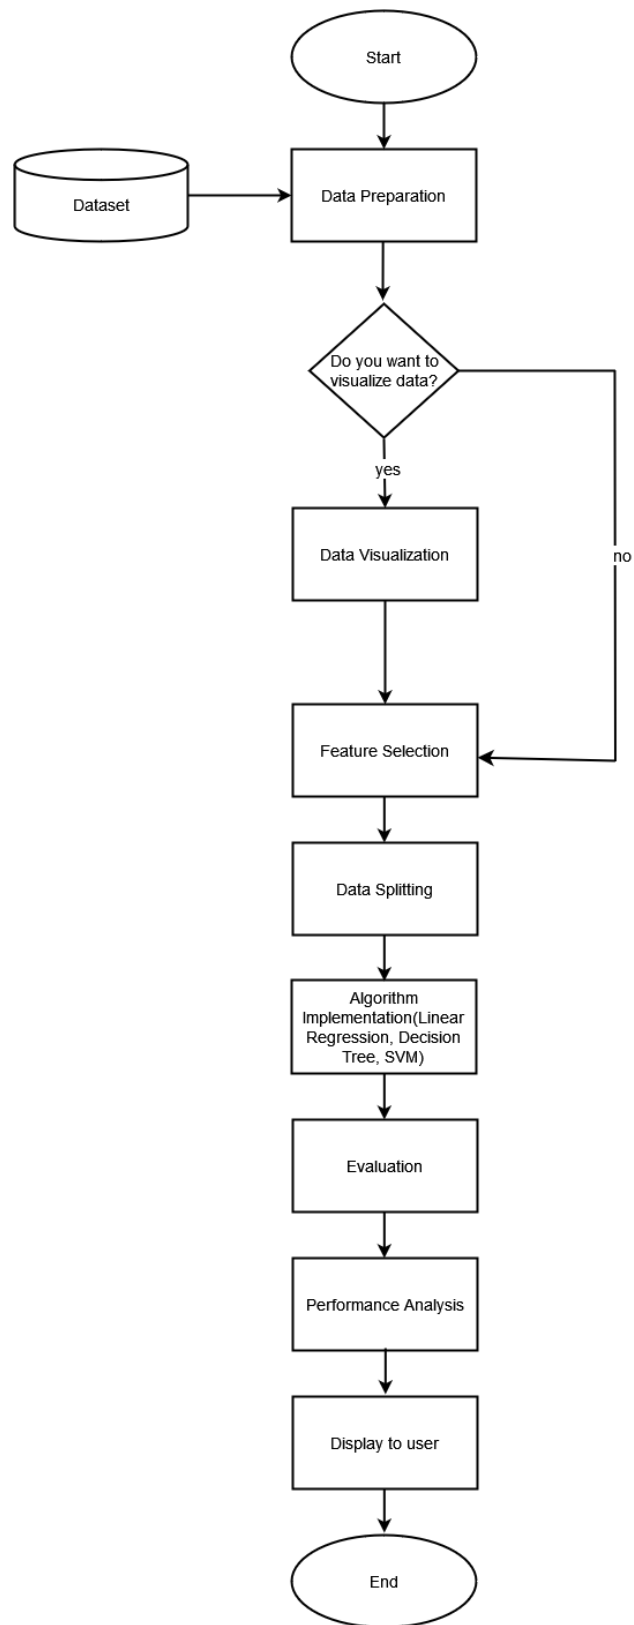 Start
Dataset
Data Preparation
Do you want to
visualize data?
yes
Data Visualization
no
Feature Selection
Data Splitting
Algorithm
Implementation(Linear
Regression, Decision
Tree, SVM)
Evaluation
Performance Analysis
Display to user
End